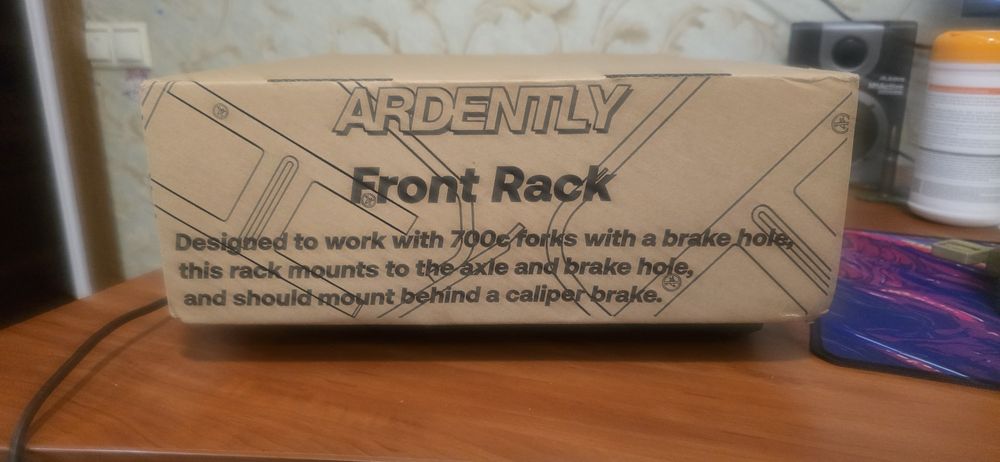 ARDENTLY
Front Rack
Designed to work with 700c forks with a brake hole,
this rack mounts to the axle and brake hole,
and should mount behind a caliper brake.